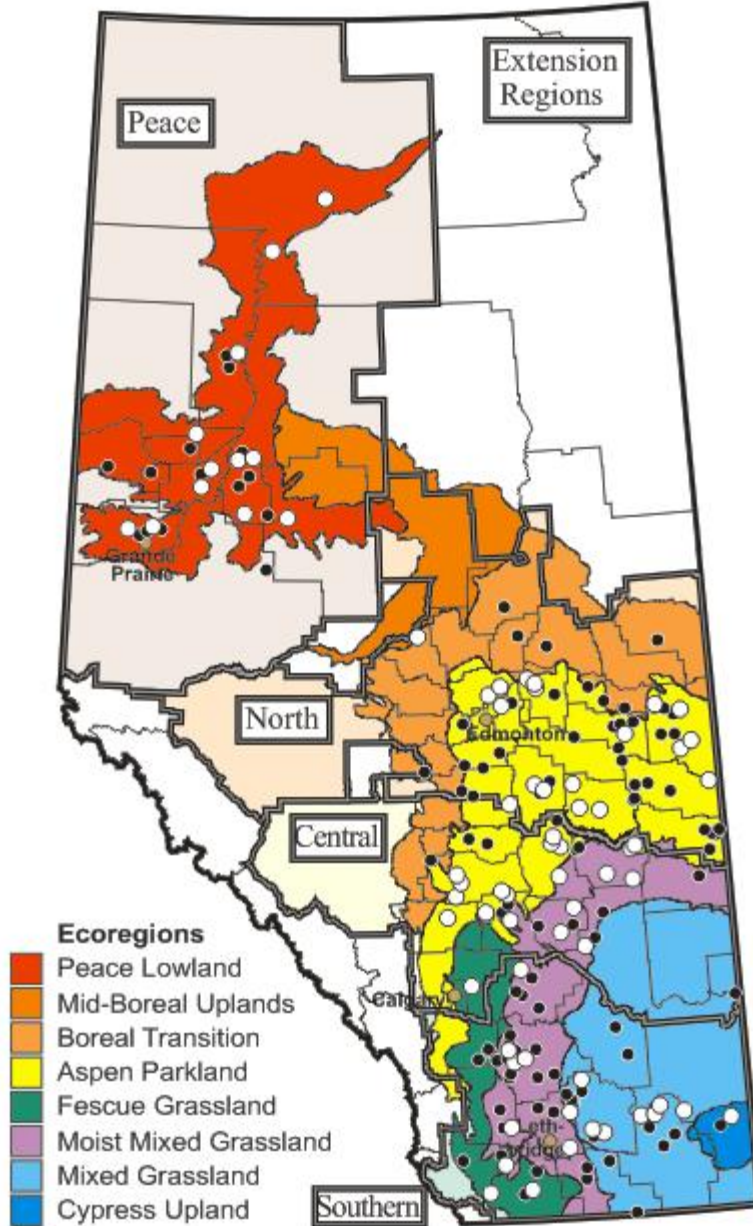 Extension
Regions
Peace
Grande
Prairie
North
Edmonton
Central
Calgary
Ecoregions
Peace Lowland
Mid-Boreal Uplands
Boreal Transition
Aspen Parkland
Fescue Grassland
Moist Mixed Grassland
Mixed Grassland
Cypress Upland
eth-
bridge
Southern